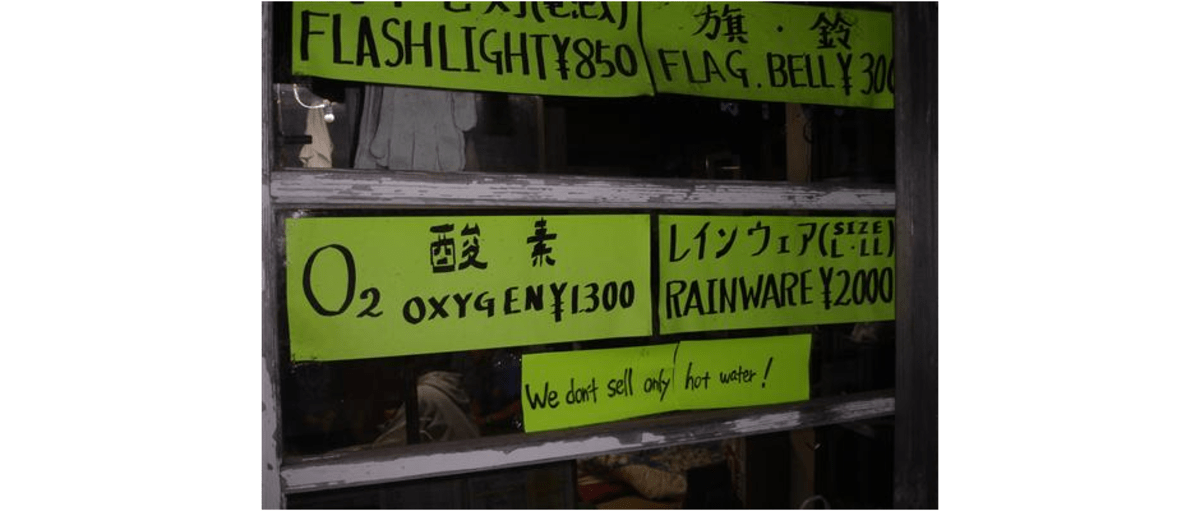 FLASHLIGHT¥850
旗・鈴
FLAG.BELL¥300
O2 酸素
OXYGEN¥1300
レインウェア(SIZE L・LL)
RAINWARE¥2000
We don't sell only hot water!